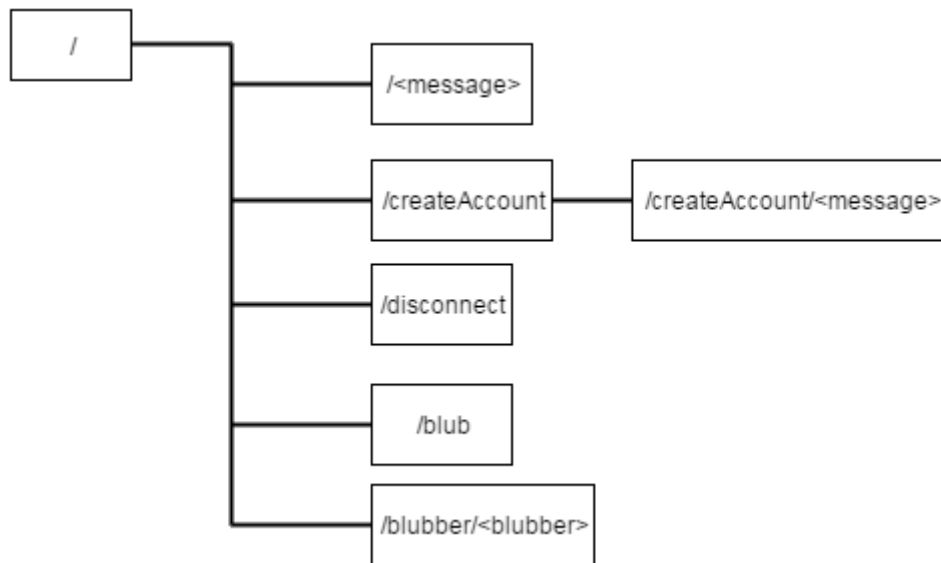 /
/<message>
/createAccount
/createAccount/<message>
/disconnect
/blub
/blubber/<blubber>